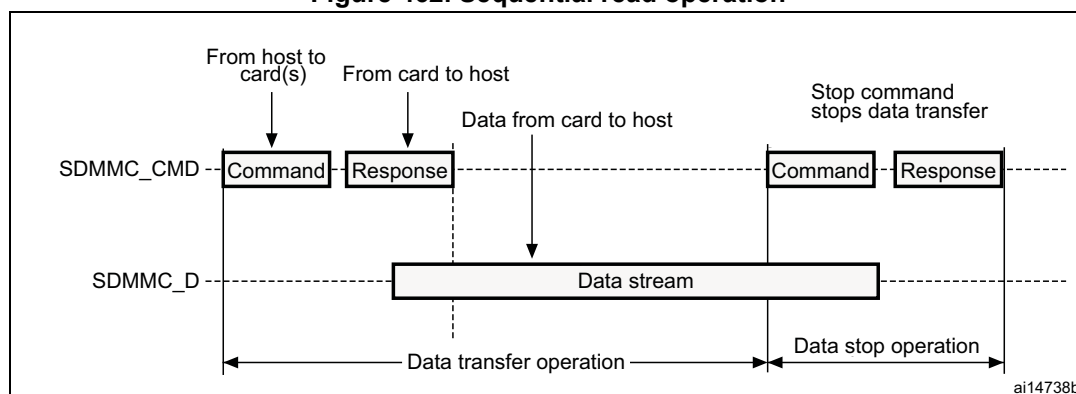 Figure 462. Sequential read operation
From host to
card(s)
From card to host
Data from card to host
Stop command
stops data transfer
SDMMC_CMD
Command
Response
Command
Response
SDMMC_D
Data stream
Data transfer operation
Data stop operation
ai14738b